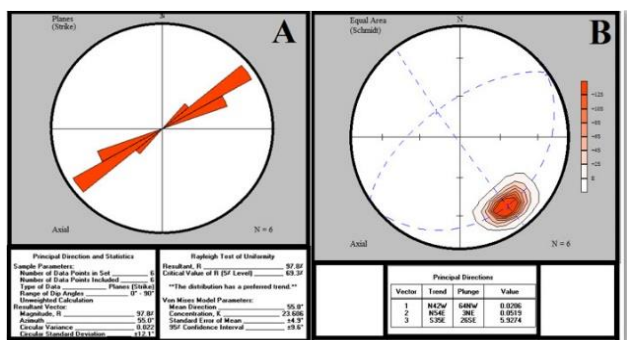 Planes
(Strike)
N
A
Axial
N = 6
Principal Direction and Statistics
Sample Parameters:
Number of Data Points in Set 6
Number of Data Points Included 6
Type of Data Planes (Strike)
Range of Dip Angles 0° - 90°
Unweighted Calculation
Resultant Vector:
Magnitude, R 97.8%
Azimuth 55.0°
Circular Variance 0.022
Circular Standard Deviation ±12.1°
Rayleigh Test of Uniformity
Resultant, R 97.8%
Critical Value of R (5% Level) 69.3%
**The distribution has a preferred trend.**
Von Mises Model Parameters:
Mean Direction 55.0°
Concentration, K 23.606
Standard Error of Mean ±4.9°
95% Confidence Interval ±9.6°
Equal Area
(Schmidt)
N
B
Axial
N = 6
Principal Directions
Vector Trend Plunge Value
1 N42W 64NW 0.0206
2 N54E 3NE 0.0519
3 S35E 26SE 5.9274